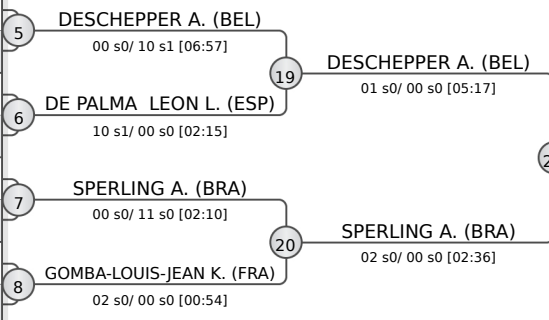 5
DESCHEPPER A. (BEL)
00 s0/ 10 s1 [06:57]
19
DESCHEPPER A. (BEL)
01 s0/ 00 s0 [05:17]
6
DE PALMA  LEON L. (ESP)
10 s1/ 00 s0 [02:15]
7
SPERLING A. (BRA)
00 s0/ 11 s0 [02:10]
20
SPERLING A. (BRA)
02 s0/ 00 s0 [02:36]
8
GOMBA-LOUIS-JEAN K. (FRA)
02 s0/ 00 s0 [00:54]